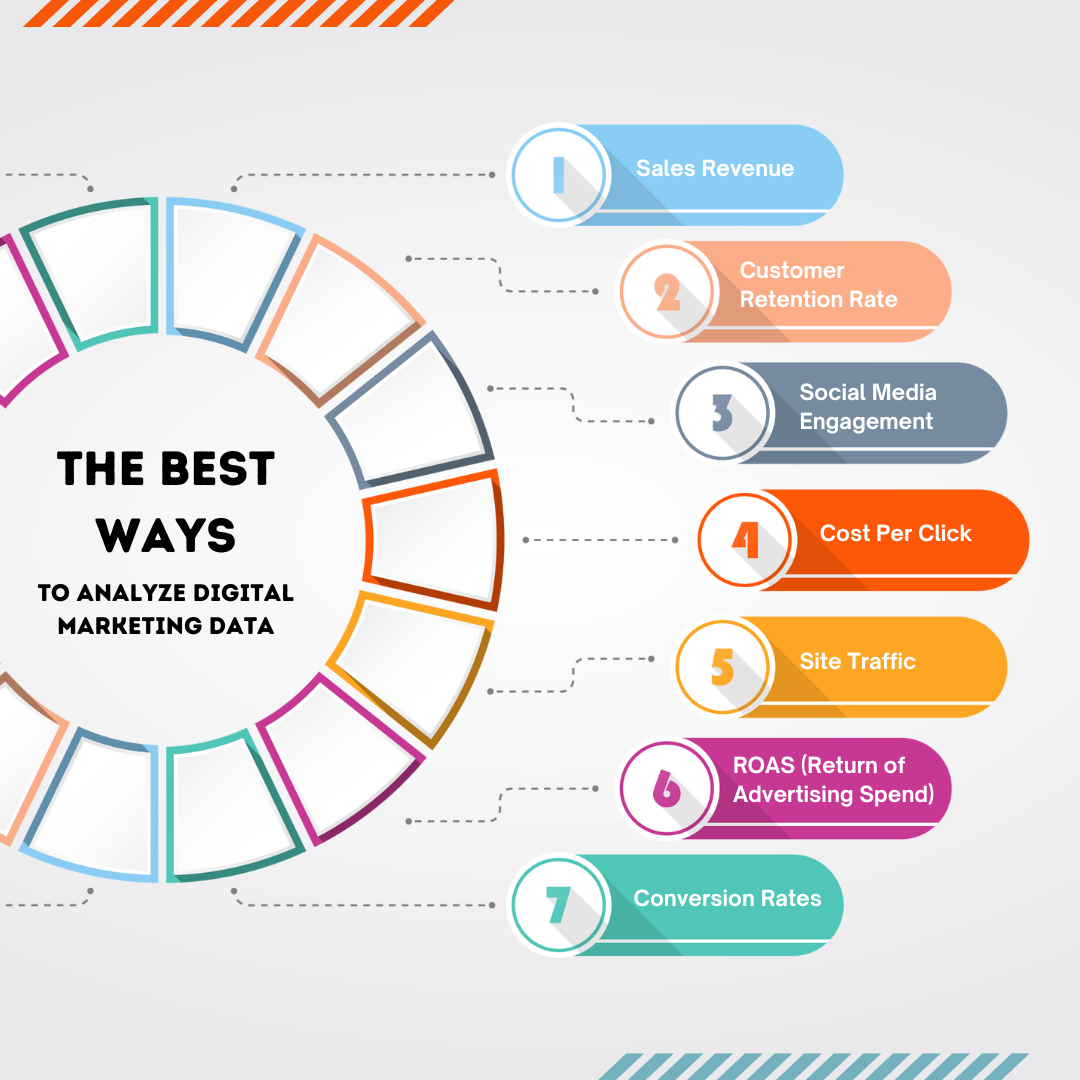 THE BEST
WAYS
TO ANALYZE DIGITAL
MARKETING DATA
1
Sales Revenue
2
Customer
Retention Rate
3
Social Media
Engagement
4
Cost Per Click
5
Site Traffic
6
ROAS (Return of
Advertising Spend)
7
Conversion Rates